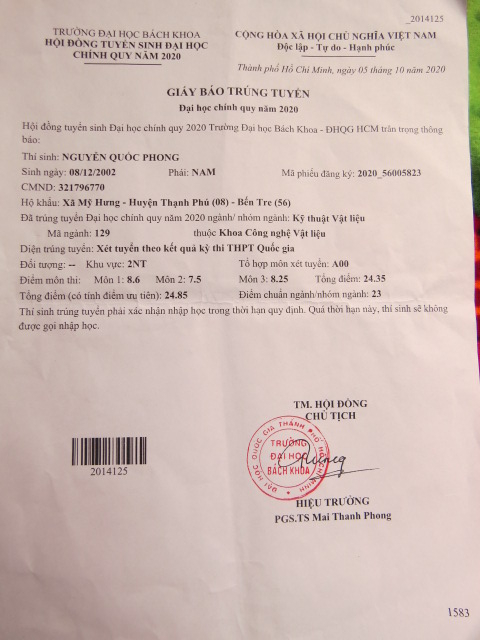 _2014125
TRƯỜNG ĐẠI HỌC BÁCH KHOA
HỘI ĐỒNG TUYỂN SINH ĐẠI HỌC
CHÍNH QUY NĂM 2020
CỘNG HÒA XÃ HỘI CHỦ NGHĨA VIỆT NAM
Độc lập - Tự do - Hạnh phúc
Thành phố Hồ Chí Minh, ngày 05 tháng 10 năm 2020
GIẤY BÁO TRÚNG TUYỂN
Đại học chính quy năm 2020
Hội đồng tuyển sinh Đại học chính quy 2020 Trường Đại học Bách Khoa - ĐHQG HCM trân trọng thông
báo:
Thí sinh: NGUYỄN QUỐC PHONG
Sinh ngày: 08/12/2002 Phái: NAM Mã phiếu đăng ký: 2020_56005823
CMND: 321796770
Hộ khẩu: Xã Mỹ Hưng - Huyện Thạnh Phú (08) - Bến Tre (56)
Đã trúng tuyển Đại học chính quy năm 2020 ngành/ nhóm ngành: Kỹ thuật Vật liệu
Mã ngành: 129 thuộc Khoa Công nghệ Vật liệu
Diện trúng tuyển: Xét tuyển theo kết quả kỳ thi THPT Quốc gia
Đối tượng: -- Khu vực: 2NT Tổ hợp môn xét tuyển: A00
Điểm môn thi: Môn 1: 8.6 Môn 2: 7.5 Môn 3: 8.25 Tổng điểm: 24.35
Tổng điểm (có tính điểm ưu tiên): 24.85 Điểm chuẩn ngành/nhóm ngành: 23
Thí sinh trúng tuyển phải xác nhận nhập học trong thời hạn quy định. Quá thời hạn này, thí sinh sẽ không
được gọi nhập học.
TM. HỘI ĐỒNG
CHỦ TỊCH
ĐẠI HỌC QUỐC GIA THÀNH PHỐ HỒ CHÍ MINH
TRƯỜNG
ĐẠI HỌC
BÁCH KHOA
2014125
HIỆU TRƯỞNG
PGS.TS Mai Thanh Phong
1583